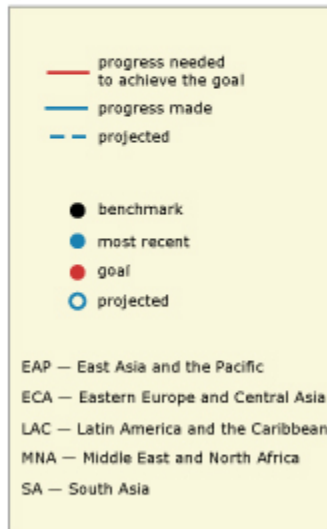 progress needed
to achieve the goal
progress made
projected
benchmark
most recent
goal
projected
EAP — East Asia and the Pacific
ECA — Eastern Europe and Central Asia
LAC — Latin America and the Caribbean
MNA — Middle East and North Africa
SA — South Asia